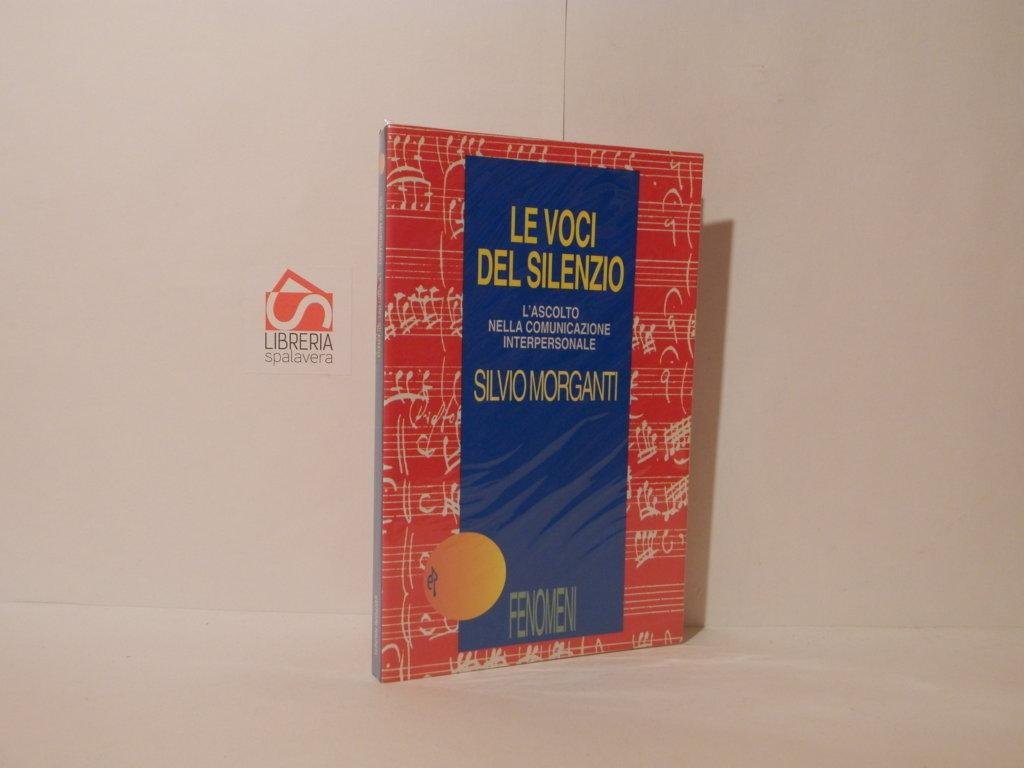 LIBRERIA
spalavera
LE VOCI
DEL SILENZIO
L'ASCOLTO
NELLA COMUNICAZIONE
INTERPERSONALE
SILVIO MORGANTI
FENOMENI